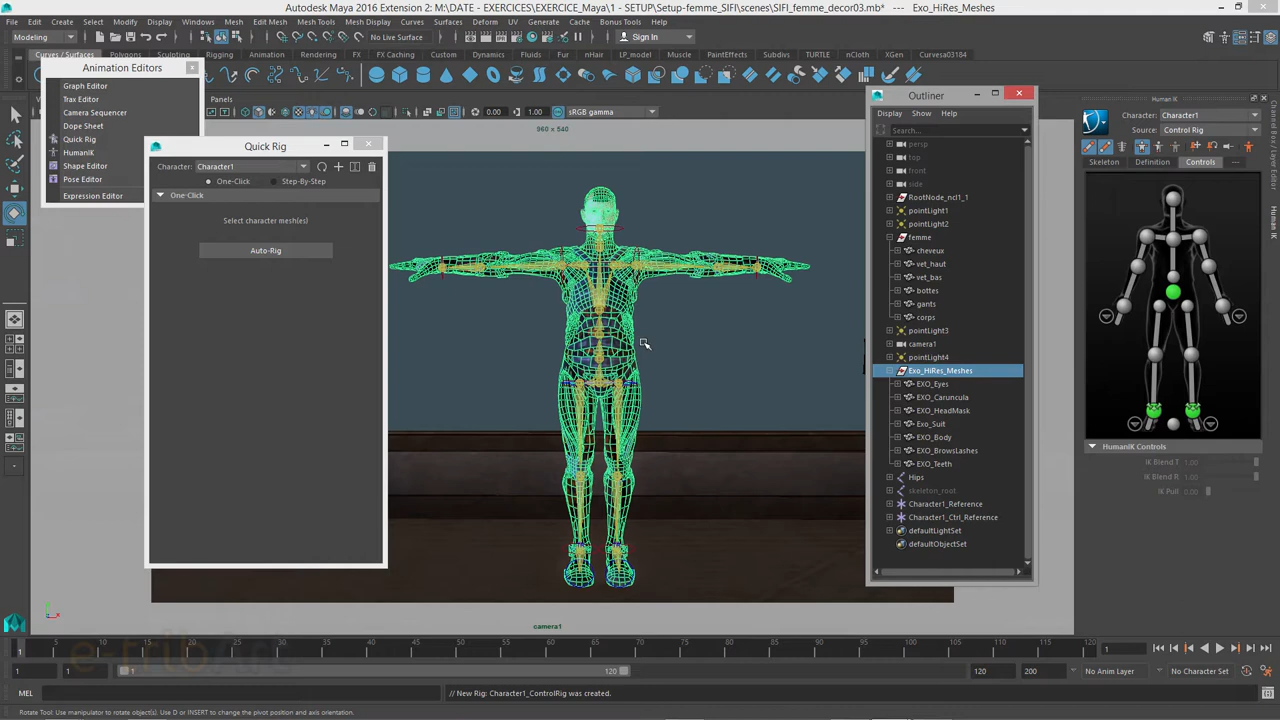 Autodesk Maya 2016 Extension 2: M:\DATE - EXERCICES\EXERCICE_Maya\1 - SETUP\Setup-femme_SIFI\scenes\SIFI_femme_decor03.mb* --- Exo_HiRes_Meshes
File Edit Create Select Modify Display Windows Mesh Edit Mesh Mesh Tools Mesh Display Curves Surfaces Deform UV Generate Cache Bonus Tools Help
Modeling No Live Surface Sign In
Curves / Surfaces Polygons Sculpting Rigging Animation Rendering FX FX Caching Custom Dynamics Fluids Fur nHair LP_model Muscle PaintEffects Subdivs TURTLE nCloth XGen Curvesa03184
Animation Editors
Graph Editor
Trax Editor
Camera Sequencer
Dope Sheet
Quick Rig
HumanIK
Shape Editor
Pose Editor
Expression Editor
Panels
0.00 1.00 sRGB gamma
960 x 540
Quick Rig
Character: Character1
One-Click Step-By-Step
One-Click
Select character mesh(es)
Auto-Rig
camera1
Outliner
Display Show Help
Search...
persp
top
front
side
RootNode_ncl1_1
pointLight1
pointLight2
femme
cheveux
vet_haut
vet_bas
bottes
gants
corps
pointLight3
camera1
pointLight4
Exo_HiRes_Meshes
EXO_Eyes
EXO_Caruncula
EXO_HeadMask
Exo_Suit
EXO_Body
EXO_BrowsLashes
EXO_Teeth
Hips
skeleton_root
Character1_Reference
Character1_Ctrl_Reference
defaultLightSet
defaultObjectSet
Human IK
Character: Character1
Source: Control Rig
Skeleton Definition Controls
HumanIK Controls
IK Blend T 1.00
IK Blend R 1.00
IK Pull 0.00
5 10 15 20 25 30 35 40 45 50 55 60 65 70 75 80 85 90 95 100 105 110 115 120
1 1
e-tribArt
1 1 1 120 120 200 No Anim Layer No Character Set
MEL // New Rig: Character1_ControlRig was created.
Rotate Tool: Use manipulator to rotate object(s). Use D or INSERT to change the pivot position and axis orientation.